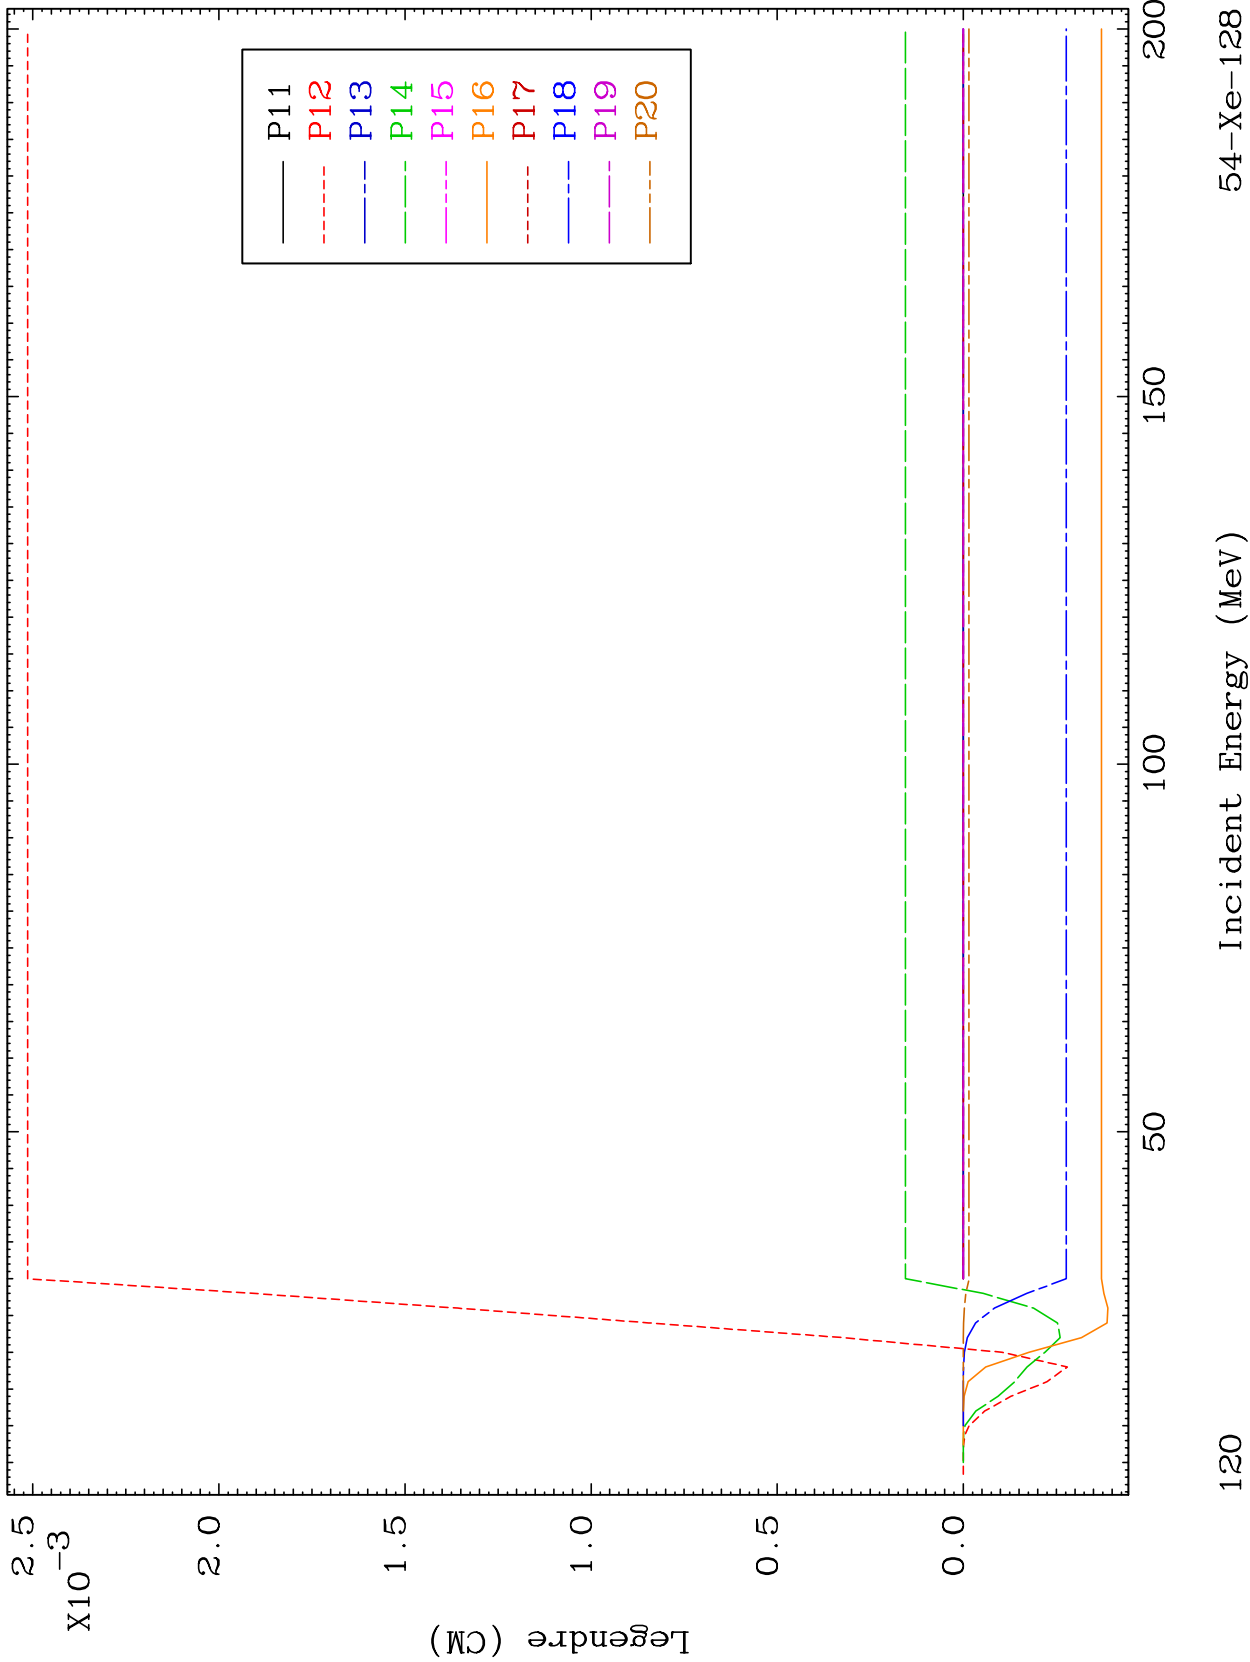 X10-3
2.5
2.0
1.5
1.0
0.5
0.0
Legendre (CM)
P11
P12
P13
P14
P15
P16
P17
P18
P19
P20
50
100
150
200
120
Incident Energy (MeV)
54-Xe-128